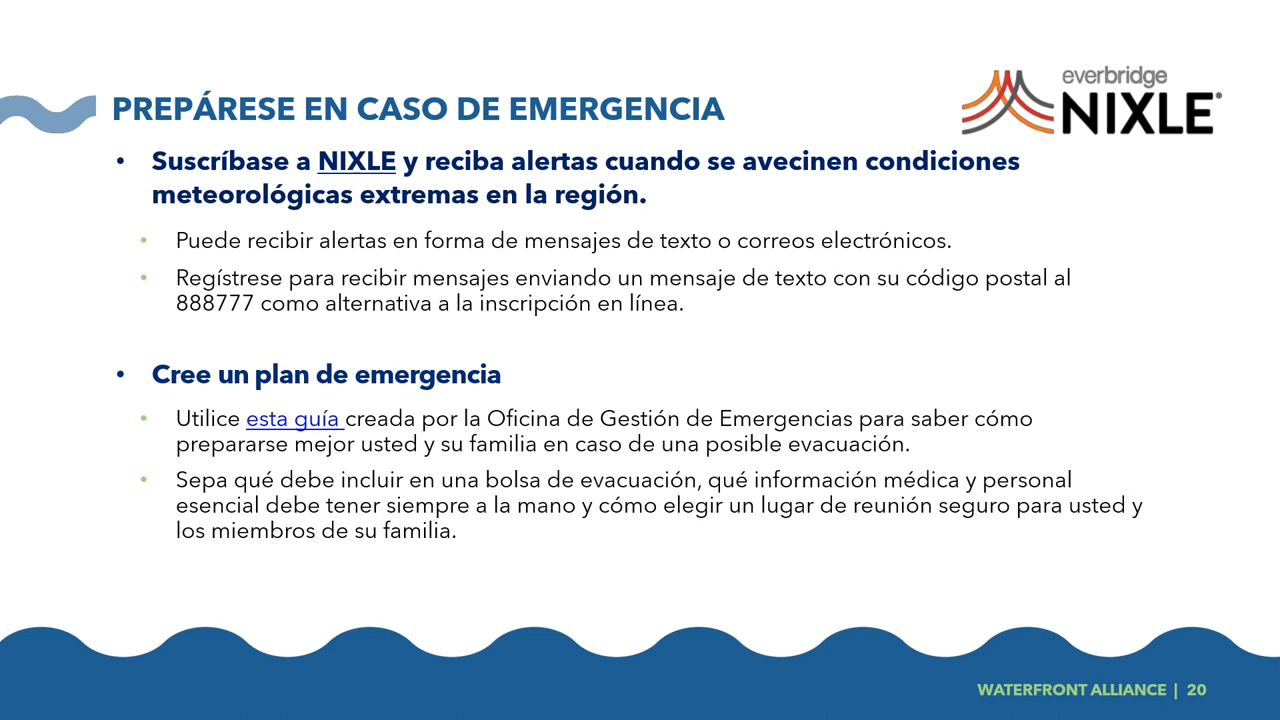 everbridge
NIXLE®
PREPÁRESE EN CASO DE EMERGENCIA
• Suscríbase a NIXLE y reciba alertas cuando se avecinen condiciones
meteorológicas extremas en la región.
• Puede recibir alertas en forma de mensajes de texto o correos electrónicos.
• Regístrese para recibir mensajes enviando un mensaje de texto con su código postal al
888777 como alternativa a la inscripción en línea.
• Cree un plan de emergencia
• Utilice esta guía creada por la Oficina de Gestión de Emergencias para saber cómo
prepararse mejor usted y su familia en caso de una posible evacuación.
• Sepa qué debe incluir en una bolsa de evacuación, qué información médica y personal
esencial debe tener siempre a la mano y cómo elegir un lugar de reunión seguro para usted y
los miembros de su familia.
WATERFRONT ALLIANCE | 20